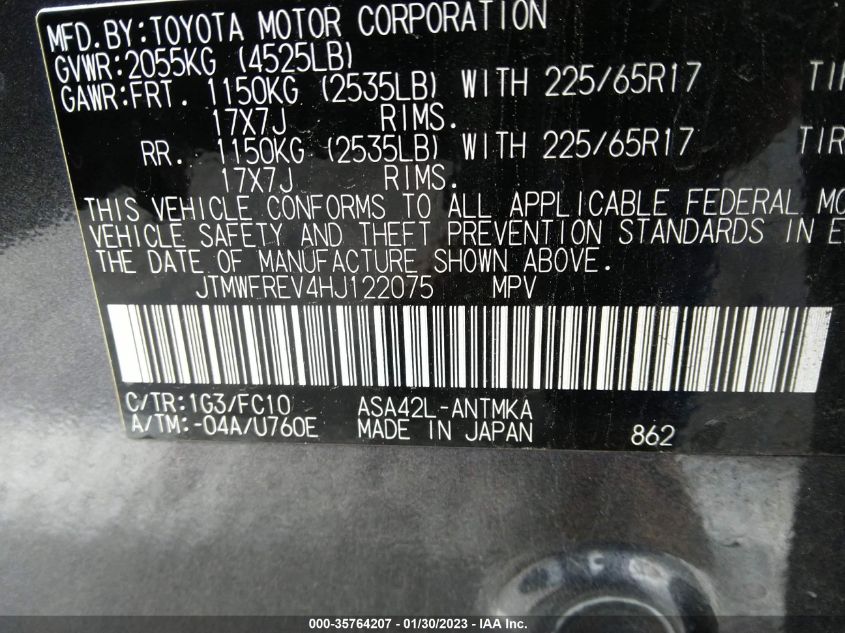 MFD.BY:TOYOTA MOTOR CORPORATION
GVWR:2055KG (4525LB)
GAWR:FRT. 1150KG (2535LB) WITH 225/65R17 TIR
17X7J RIMS.
RR. 1150KG (2535LB) WITH 225/65R17 TIR
17X7J RIMS.
THIS VEHICLE CONFORMS TO ALL APPLICABLE FEDERAL MO
VEHICLE SAFETY AND THEFT PREVENTION STANDARDS IN E
THE DATE OF MANUFACTURE SHOWN ABOVE.
JTMWFREV4HJ122075 MPV
C/TR:1G3/FC10 ASA42L-ANTMKA
A/TM:-04A/U760E MADE IN JAPAN 862
000-35764207 - 01/30/2023 - IAA Inc.